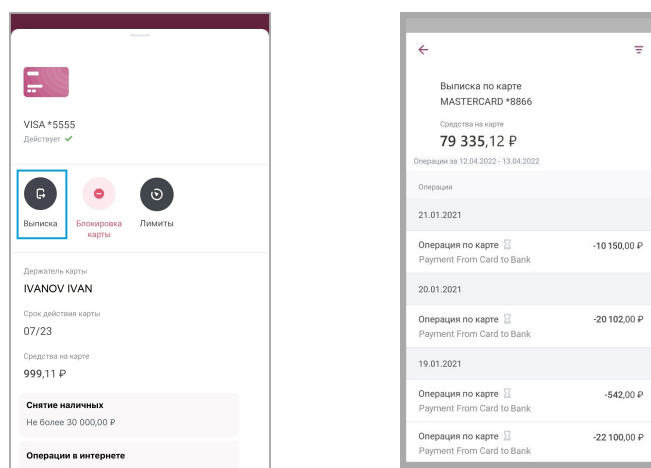 VISA *5555
Действует
Выписка
Блокировка
карты
Лимиты
Держатель карты
IVANOV IVAN
Срок действия карты
07/23
Средства на карте
999,11 ₽
Снятие наличных
Не более 30 000,00 ₽
Операции в интернете
Выписка по карте
MASTERCARD *8866
Средства на карте
79 335,12 ₽
Операции за 12.04.2022 - 13.04.2022
Операции
21.01.2021
Операция по карте -10 150,00 ₽
Payment From Card to Bank
20.01.2021
Операция по карте -20 102,00 ₽
Payment From Card to Bank
19.01.2021
Операция по карте -542,00 ₽
Payment From Card to Bank
Операция по карте -22 100,00 ₽
Payment From Card to Bank